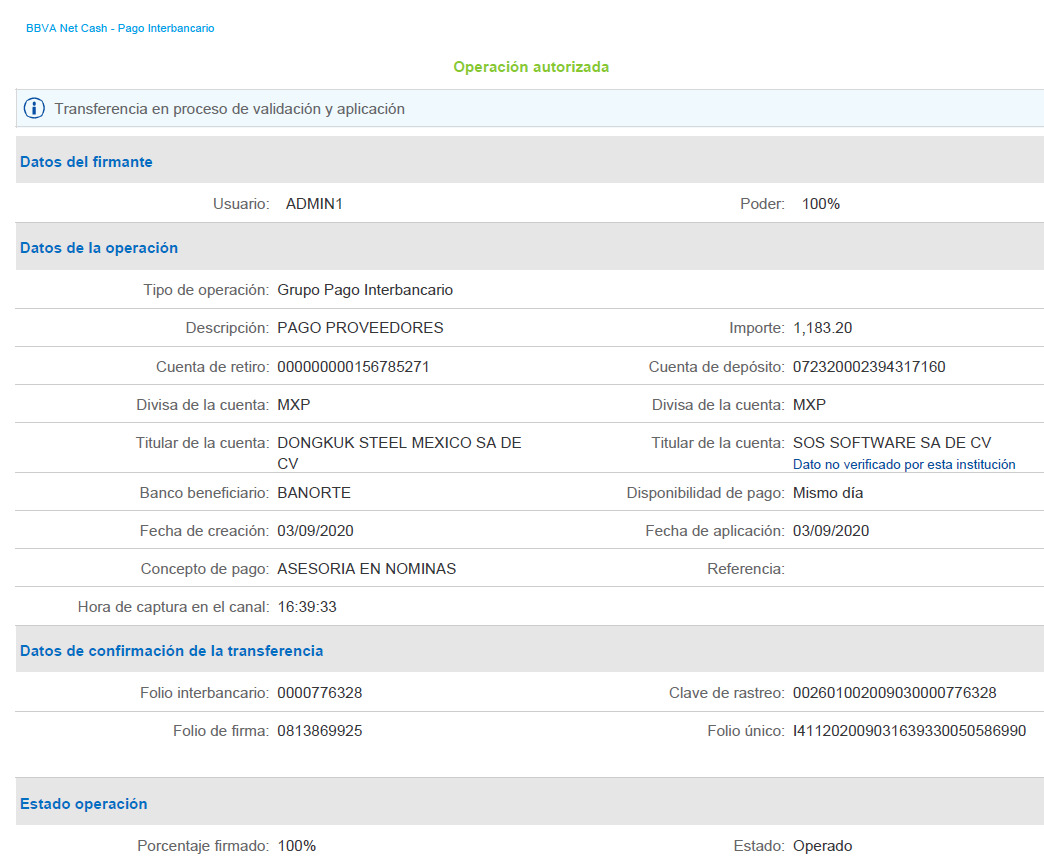 BBVA Net Cash - Pago Interbancario
Operación autorizada
Transferencia en proceso de validación y aplicación
Datos del firmante
Usuario: ADMIN1 Poder: 100%
Datos de la operación
Tipo de operación: Grupo Pago Interbancario
Descripción: PAGO PROVEEDORES Importe: 1,183.20
Cuenta de retiro: 000000000156785271 Cuenta de depósito: 072320002394317160
Divisa de la cuenta: MXP Divisa de la cuenta: MXP
Titular de la cuenta: DONGKUK STEEL MEXICO SA DE Titular de la cuenta: SOS SOFTWARE SA DE CV
CV Dato no verificado por esta institución
Banco beneficiario: BANORTE Disponibilidad de pago: Mismo día
Fecha de creación: 03/09/2020 Fecha de aplicación: 03/09/2020
Concepto de pago: ASESORIA EN NOMINAS Referencia:
Hora de captura en el canal: 16:39:33
Datos de confirmación de la transferencia
Folio interbancario: 0000776328 Clave de rastreo: 002601002009030000776328
Folio de firma: 0813869925 Folio único: I411202009031639330050586990
Estado operación
Porcentaje firmado: 100% Estado: Operado